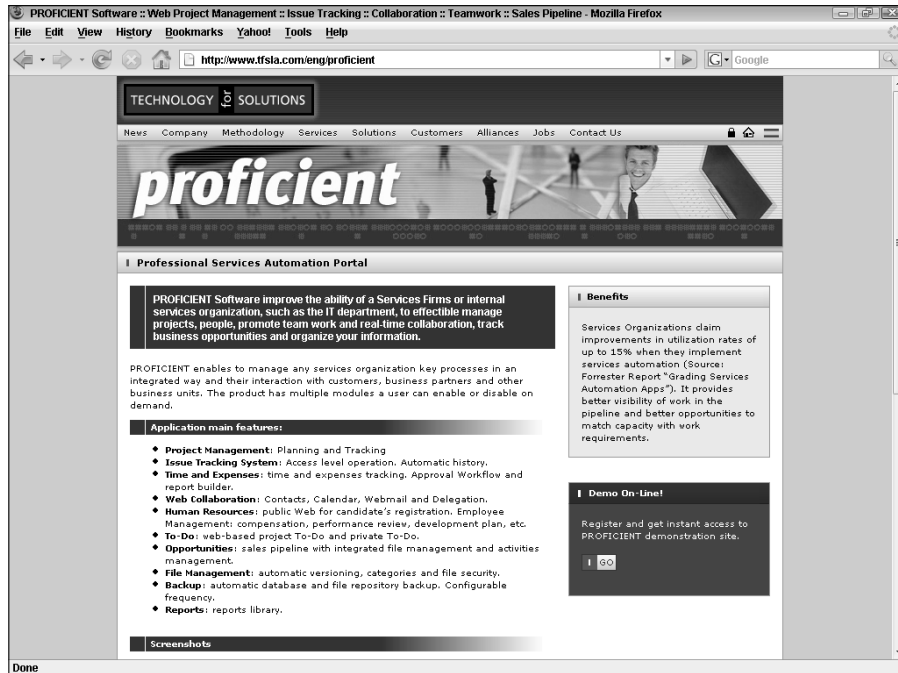 PROFICIENT Software :: Web Project Management :: Issue Tracking :: Collaboration :: Teamwork :: Sales Pipeline - Mozilla Firefox
File Edit View History Bookmarks Yahoo! Tools Help
http://www.tfsla.com/eng/proficient
G Google
TECHNOLOGY for SOLUTIONS
News Company Methodology Services Solutions Customers Alliances Jobs Contact Us
proficient
Professional Services Automation Portal
PROFICIENT Software improve the ability of a Services Firms or internal
services organization, such as the IT department, to effectible manage
projects, people, promote team work and real-time collaboration, track
business opportunities and organize your information.
PROFICIENT enables to manage any services organization key processes in an
integrated way and their interaction with customers, business partners and other
business units. The product has multiple modules a user can enable or disable on
demand.
Application main features:
Project Management: Planning and Tracking
Issue Tracking System: Access level operation. Automatic history.
Time and Expenses: time and expenses tracking. Approval Workflow and
report builder.
Web Collaboration: Contacts, Calendar, Webmail and Delegation.
Human Resources: public Web for candidate's registration. Employee
Management: compensation, performance review, development plan, etc.
To-Do: web-based project To-Do and private To-Do.
Opportunities: sales pipeline with integrated file management and activities
management.
File Management: automatic versioning, categories and file security.
Backup: automatic database and file repository backup. Configurable
frequency.
Reports: reports library.
Screenshots
Benefits
Services Organizations claim
improvements in utilization rates of
up to 15% when they implement
services automation (Source:
Forrester Report "Grading Services
Automation Apps"). It provides
better visibility of work in the
pipeline and better opportunities to
match capacity with work
requirements.
Demo On-Line!
Register and get instant access to
PROFICIENT demonstration site.
GO
Done